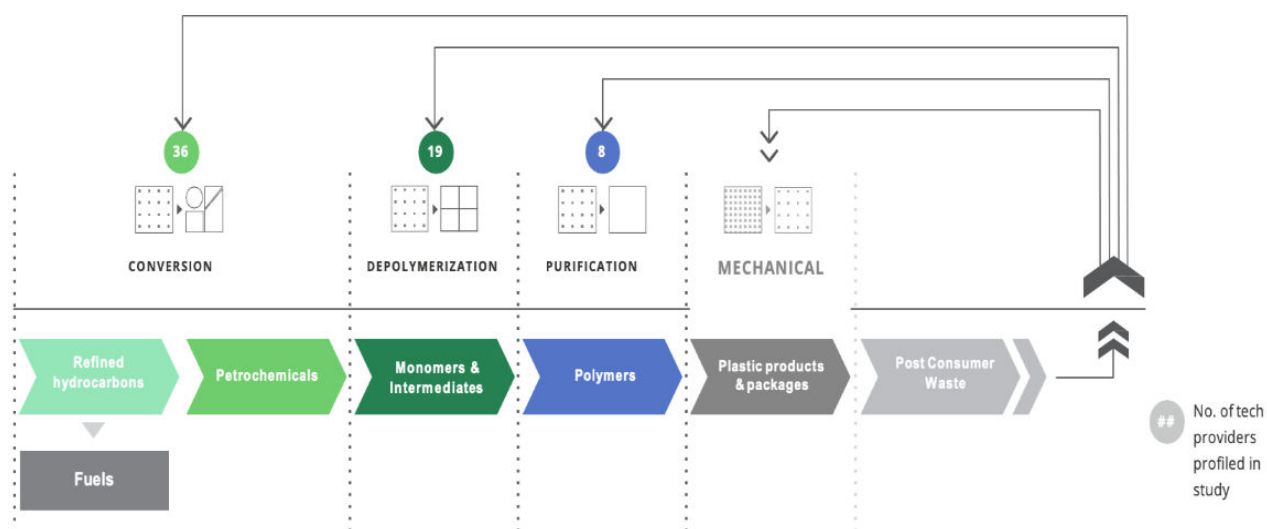 36
19
8
CONVERSION
DEPOLYMERIZATION
PURIFICATION
MECHANICAL
Refined
hydrocarbons
Petrochemicals
Monomers &
Intermediates
Polymers
Plastic products
& packages
Post Consumer
Waste
Fuels
##
No. of tech
providers
profiled in
study